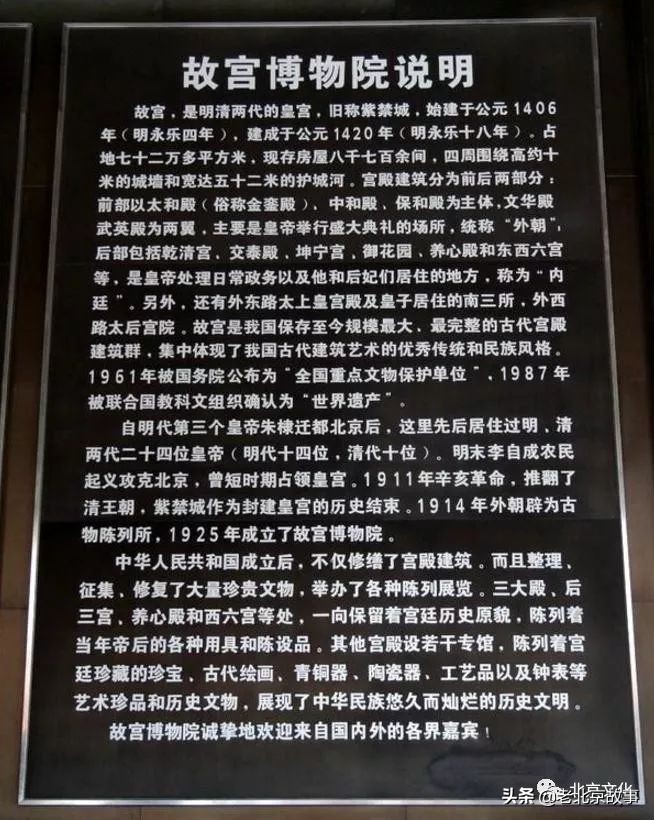 故宫博物院说明
故宫，是明清两代的皇宫，旧称紫禁城，始建于公元1406
年（明永乐四年），建成于公元1420年（明永乐十八年）。占
地七十二万多平方米，现存房屋八千七百余间，四周围绕高约十
米的城墙和宽达五十二米的护城河。宫殿建筑分为前后两部分：
前部以太和殿（俗称金銮殿）、中和殿、保和殿为主体，文华殿
武英殿为两翼，主要是皇帝举行盛大典礼的场所，统称“外朝”；
后部包括乾清宫、交泰殿、坤宁宫，御花园、养心殿和东西六宫
等，是皇帝处理日常政务以及他和后妃们居住的地方，称为“内
廷”。另外，还有外东路太上皇宫殿及皇子居住的南三所，外西
路太后宫院。故宫是我国保存至今规模最大、最完整的古代宫殿
建筑群，集中体现了我国古代建筑艺术的优秀传统和民族风格。
1961年被国务院公布为“全国重点文物保护单位”，1987年
被联合国教科文组织确认为“世界遗产”。
自明代第三个皇帝朱棣迁都北京后，这里先后居住过明，清
两代二十四位皇帝（明代十四位，清代十位）。明末李自成农民
起义攻克北京，曾短时期占领皇宫。1911年辛亥革命，推翻了
清王朝，紫禁城作为封建皇宫的历史结束。1914年外朝辟为古
物陈列所，1925年成立了故宫博物院。
中华人民共和国成立后，不仅修缮了宫殿建筑。而且整理、
征集、修复了大量珍贵文物，举办了各种陈列展览。三大殿、后
三宫、养心殿和西六宫等处，一向保留着宫廷历史原貌，陈列着
当年帝后的各种用具和陈设品。其他宫殿设若干专馆，陈列着宫
廷珍藏的珍宝、古代绘画、青铜器、陶瓷器、工艺品以及钟表等
艺术珍品和历史文物，展现了中华民族悠久而灿烂的历史文明。
故宫博物院诚挚地欢迎来自国内外的各界嘉宾！
北京文化
头条 @老北京故事